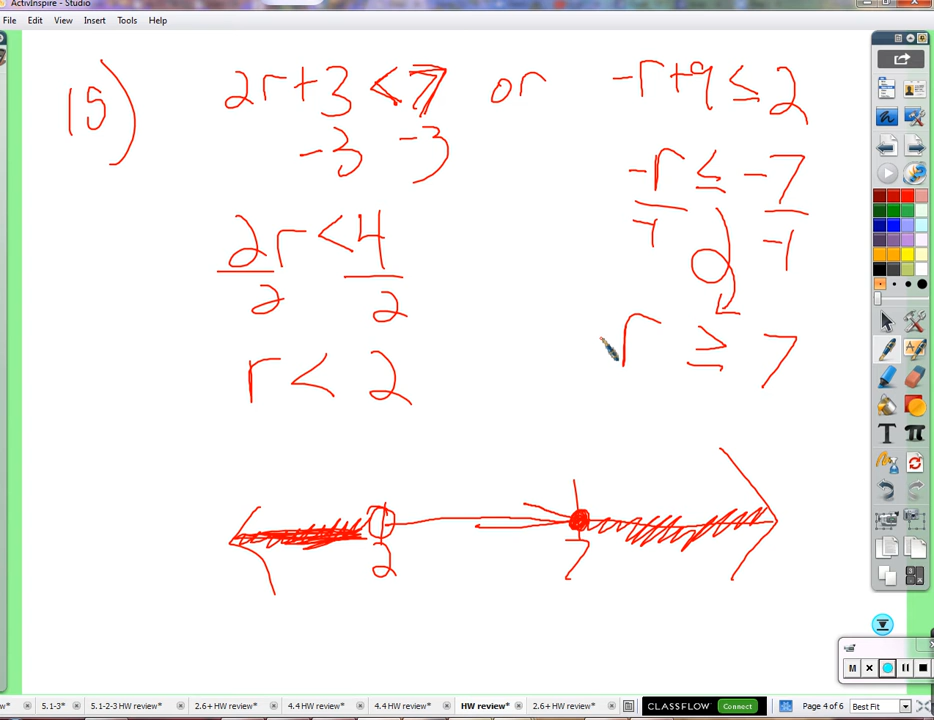 ActivInspire - Studio
File Edit View Insert Tools Help
15) 2r+3 < 7 or -r+9 ≤ 2
-3 -3
-r ≤ -7
-1 -1
2r < 4
2 2
r < 2
r ≥ 7
2 7
5.1-3* 5.1-2-3 HW review* 2.6+ HW review* 4.4 HW review* 4.4 HW review* HW review* 2.6+ HW review* CLASSFLOW Connect Page 4 of 6 Best Fit